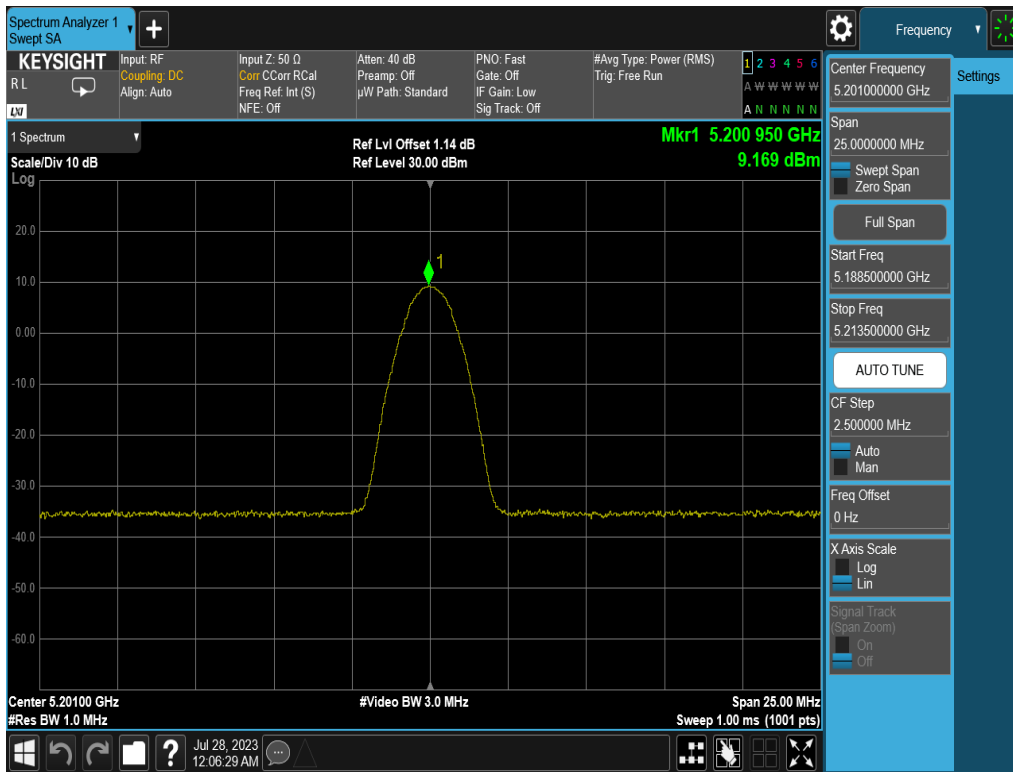 Spectrum Analyzer 1
Swept SA
Frequency
KEYSIGHT
R L
LXI
Input: RF
Coupling: DC
Align: Auto
Input Z: 50 Ω
Corr CCorr RCal
Freq Ref: Int (S)
NFE: Off
Atten: 40 dB
Preamp: Off
µW Path: Standard
PNO: Fast
Gate: Off
IF Gain: Low
Sig Track: Off
#Avg Type: Power (RMS)
Trig: Free Run
1 2 3 4 5 6
A W W W W W
A N N N N N
1 Spectrum
Scale/Div 10 dB
Log
Ref Lvl Offset 1.14 dB
Ref Level 30.00 dBm
Mkr1 5.200 950 GHz
9.169 dBm
1
20.0
10.0
0.00
-10.0
-20.0
-30.0
-40.0
-50.0
-60.0
Center 5.20100 GHz
#Res BW 1.0 MHz
#Video BW 3.0 MHz
Span 25.00 MHz
Sweep 1.00 ms (1001 pts)
Center Frequency
5.201000000 GHz
Settings
Span
25.0000000 MHz
Swept Span
Zero Span
Full Span
Start Freq
5.188500000 GHz
Stop Freq
5.213500000 GHz
AUTO TUNE
CF Step
2.500000 MHz
Auto
Man
Freq Offset
0 Hz
X Axis Scale
Log
Lin
Signal Track
(Span Zoom)
On
Off
?
Jul 28, 2023
12:06:29 AM